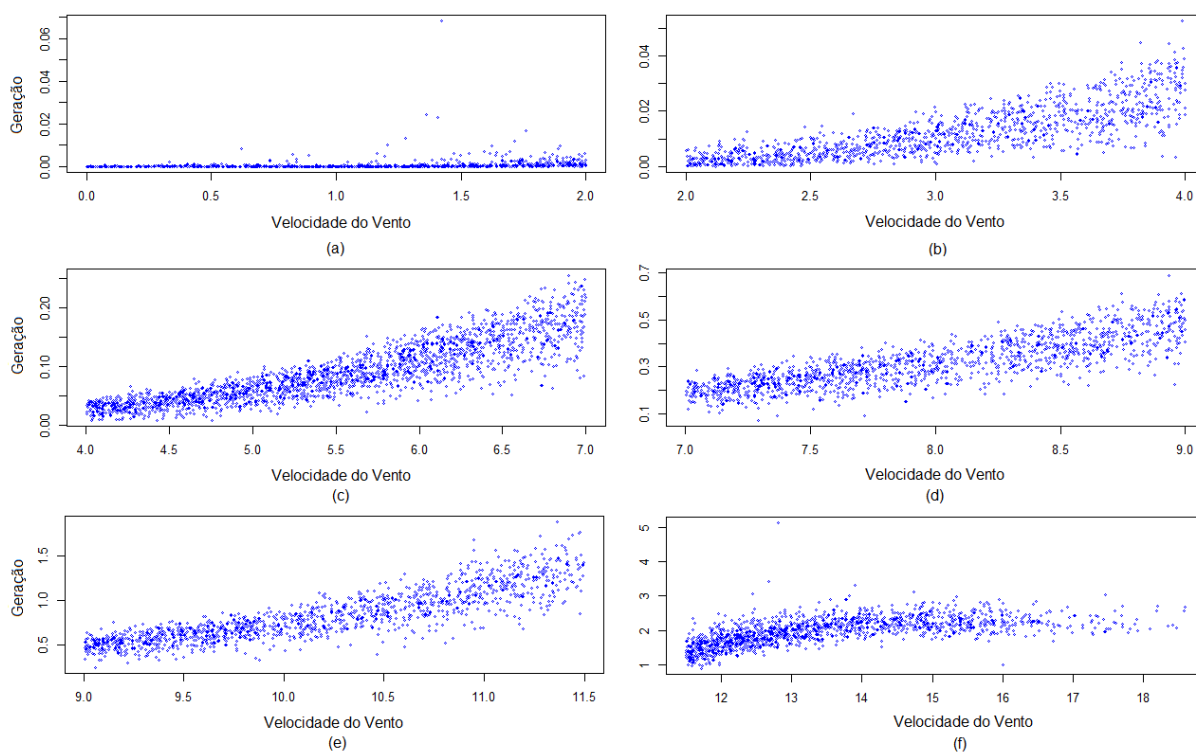 0.06
0.04
0.02
0.00
Geração
0.0 0.5 1.0 1.5 2.0
Velocidade do Vento
(a)
0.04
0.02
0.00
2.0 2.5 3.0 3.5 4.0
Velocidade do Vento
(b)
0.20
0.10
0.00
Geração
4.0 4.5 5.0 5.5 6.0 6.5 7.0
Velocidade do Vento
(c)
0.7
0.5
0.3
0.1
7.0 7.5 8.0 8.5 9.0
Velocidade do Vento
(d)
1.5
1.0
0.5
Geração
9.0 9.5 10.0 10.5 11.0 11.5
Velocidade do Vento
(e)
5
4
3
2
1
12 13 14 15 16 17 18
Velocidade do Vento
(f)